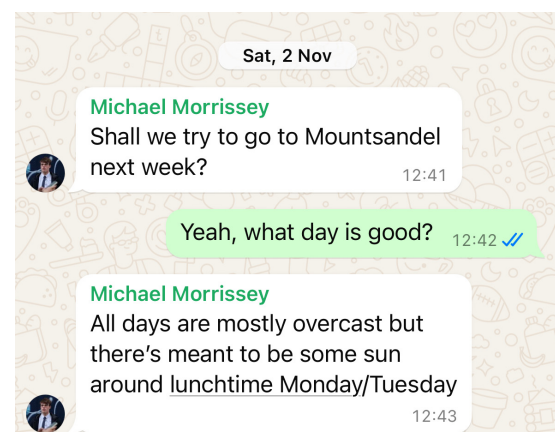 Sat, 2 Nov
Michael Morrissey
Shall we try to go to Mountsandel
next week?
12:41
Yeah, what day is good?
12:42
Michael Morrissey
All days are mostly overcast but
there’s meant to be some sun
around lunchtime Monday/Tuesday
12:43